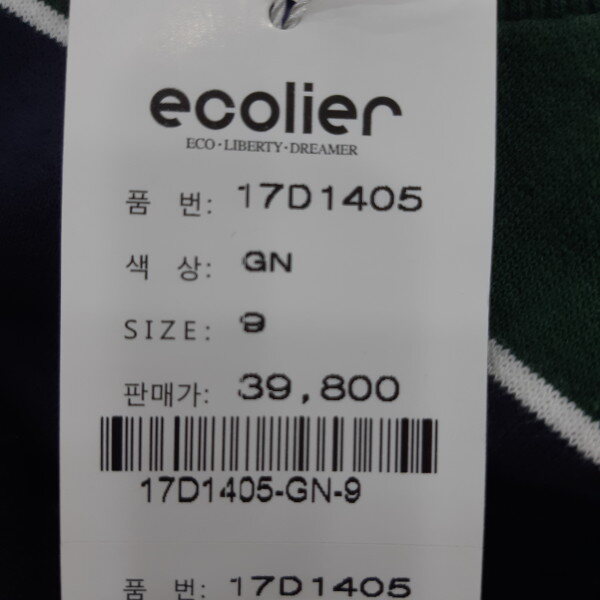 ecolier
ECO·LIBERTY·DREAMER
품 번: 17D1405
색 상: GN
SIZE: 9
판매가: 39,800
17D1405-GN-9
품 번: 17D1405